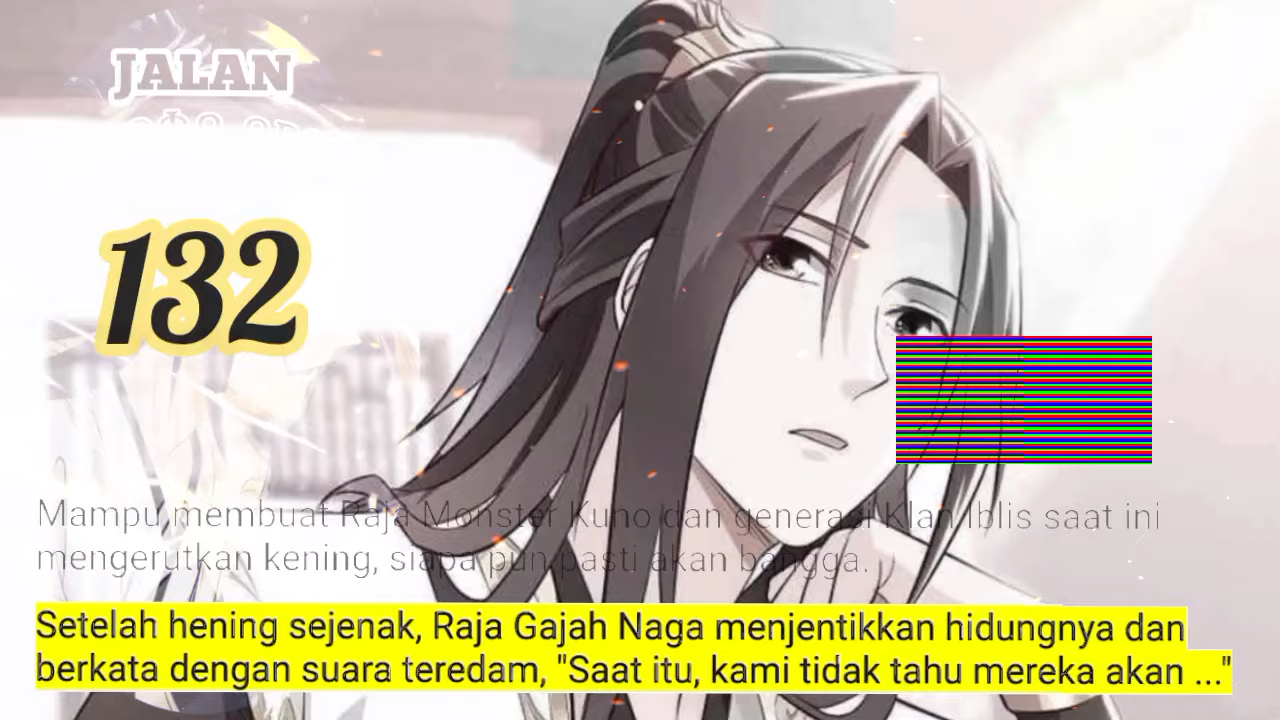 JALAN
132
Mampu membuat Raja Monster Kuno dan generasi Klan Iblis saat ini
mengerutkan kening, siapa pun pasti akan bangga.
Setelah hening sejenak, Raja Gajah Naga menjentikkan hidungnya dan
berkata dengan suara teredam, "Saat itu, kami tidak tahu mereka akan ..."